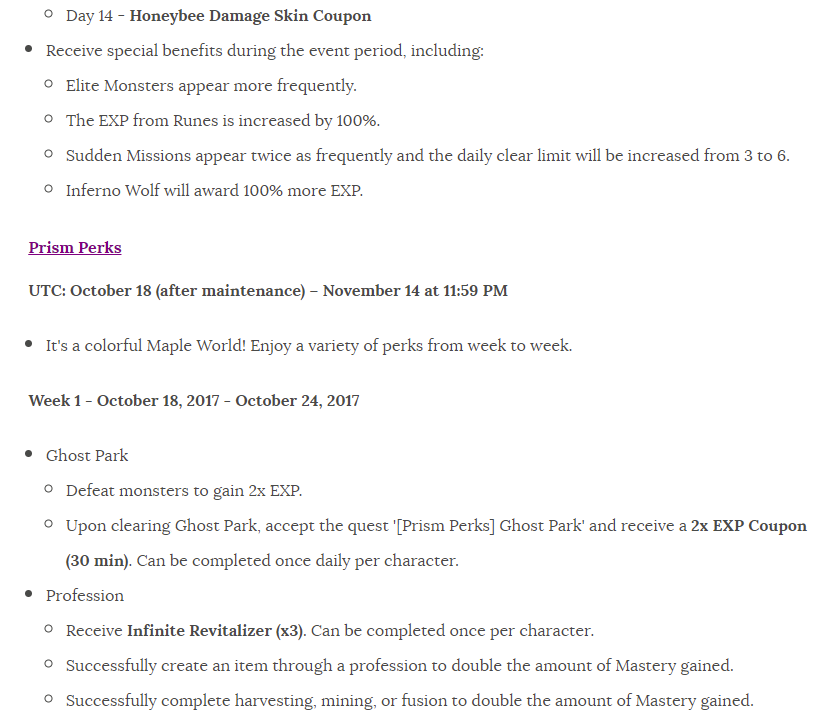 Day 14 - Honeybee Damage Skin Coupon
Receive special benefits during the event period, including:
Elite Monsters appear more frequently.
The EXP from Runes is increased by 100%.
Sudden Missions appear twice as frequently and the daily clear limit will be increased from 3 to 6.
Inferno Wolf will award 100% more EXP.
Prism Perks
UTC: October 18 (after maintenance) – November 14 at 11:59 PM
It's a colorful Maple World! Enjoy a variety of perks from week to week.
Week 1 - October 18, 2017 - October 24, 2017
Ghost Park
Defeat monsters to gain 2x EXP.
Upon clearing Ghost Park, accept the quest '[Prism Perks] Ghost Park' and receive a 2x EXP Coupon
(30 min). Can be completed once daily per character.
Profession
Receive Infinite Revitalizer (x3). Can be completed once per character.
Successfully create an item through a profession to double the amount of Mastery gained.
Successfully complete harvesting, mining, or fusion to double the amount of Mastery gained.